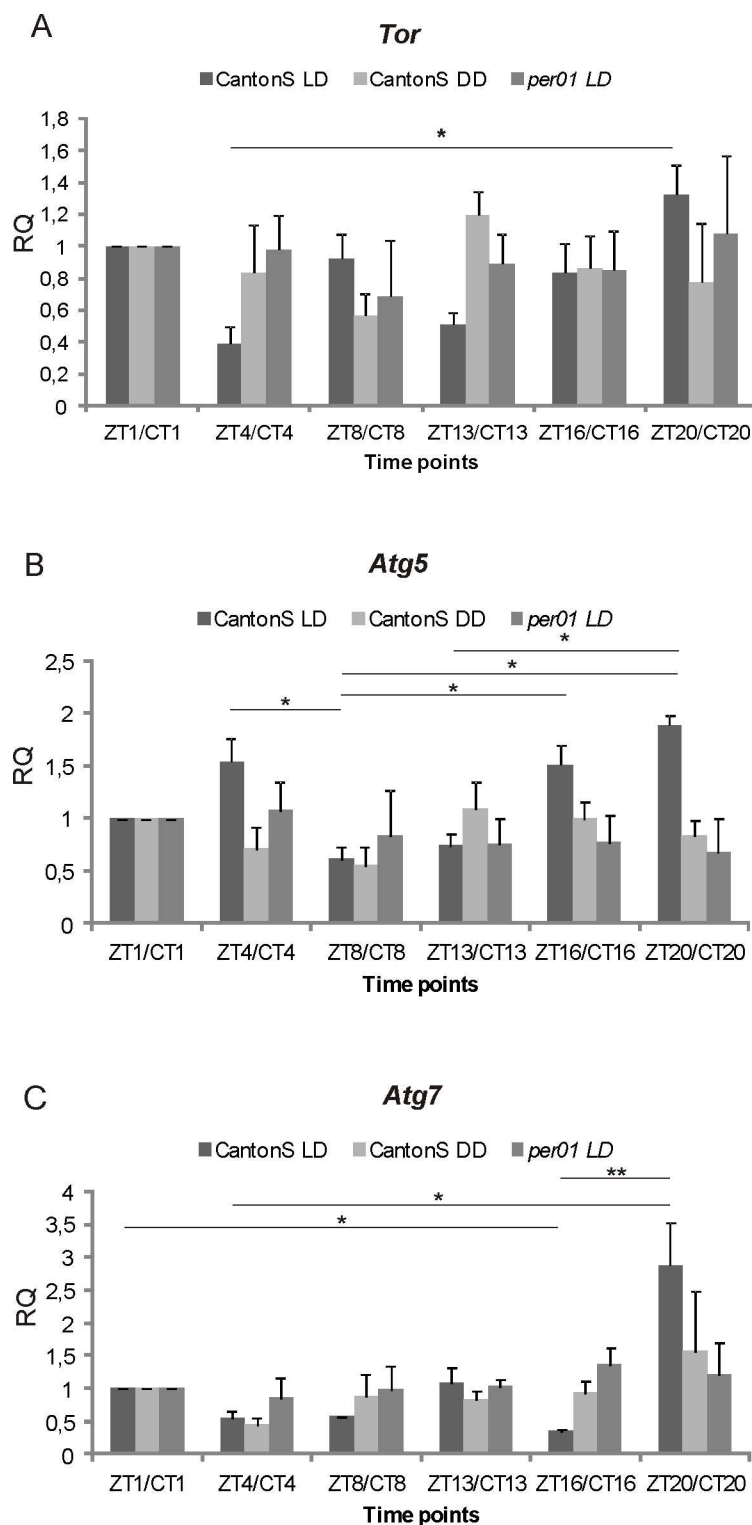 A
Tor
CantonS LD CantonS DD per01 LD
*
1,8
1,6
1,4
1,2
1
0,8
0,6
0,4
0,2
0
RQ
ZT1/CT1 ZT4/CT4 ZT8/CT8 ZT13/CT13 ZT16/CT16 ZT20/CT20
Time points
B
Atg5
CantonS LD CantonS DD per01 LD
*
*
*
*
2,5
2
1,5
1
0,5
0
RQ
ZT1/CT1 ZT4/CT4 ZT8/CT8 ZT13/CT13 ZT16/CT16 ZT20/CT20
Time points
C
Atg7
CantonS LD CantonS DD per01 LD
**
*
*
4
3,5
3
2,5
2
1,5
1
0,5
0
RQ
ZT1/CT1 ZT4/CT4 ZT8/CT8 ZT13/CT13 ZT16/CT16 ZT20/CT20
Time points